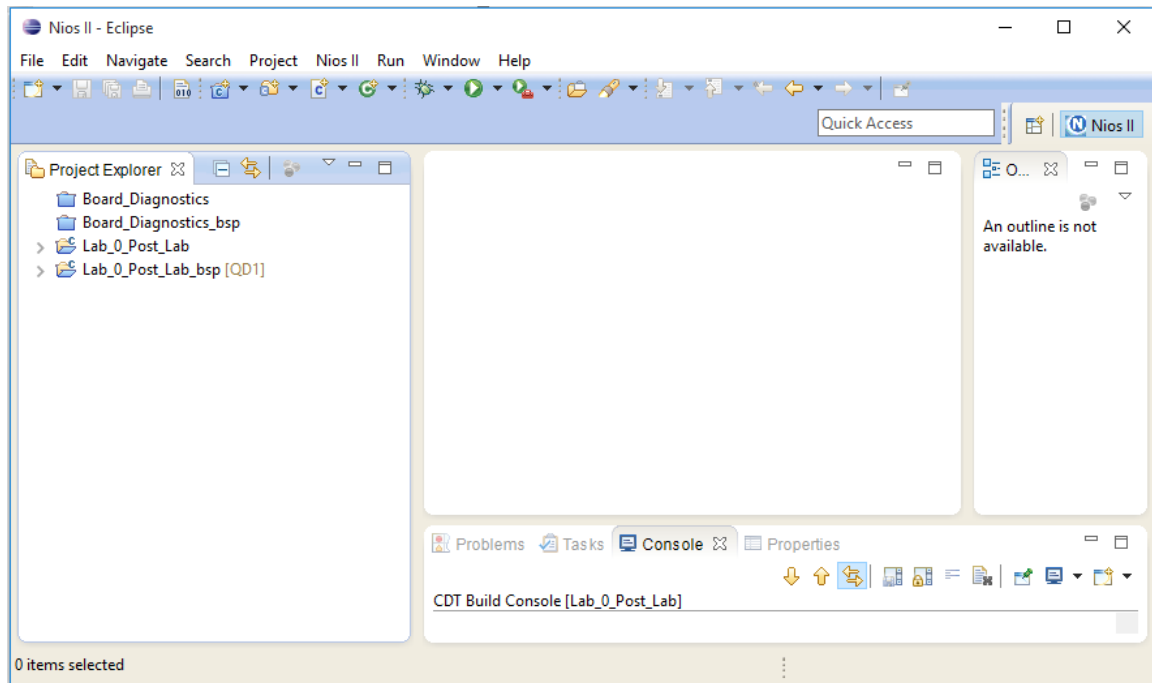 Nios II - Eclipse
File Edit Navigate Search Project Nios II Run Window Help
Quick Access
Nios II
Project Explorer
Board_Diagnostics
Board_Diagnostics_bsp
Lab_0_Post_Lab
Lab_0_Post_Lab_bsp [QD1]
O...
An outline is not
available.
Problems Tasks Console Properties
CDT Build Console [Lab_0_Post_Lab]
0 items selected